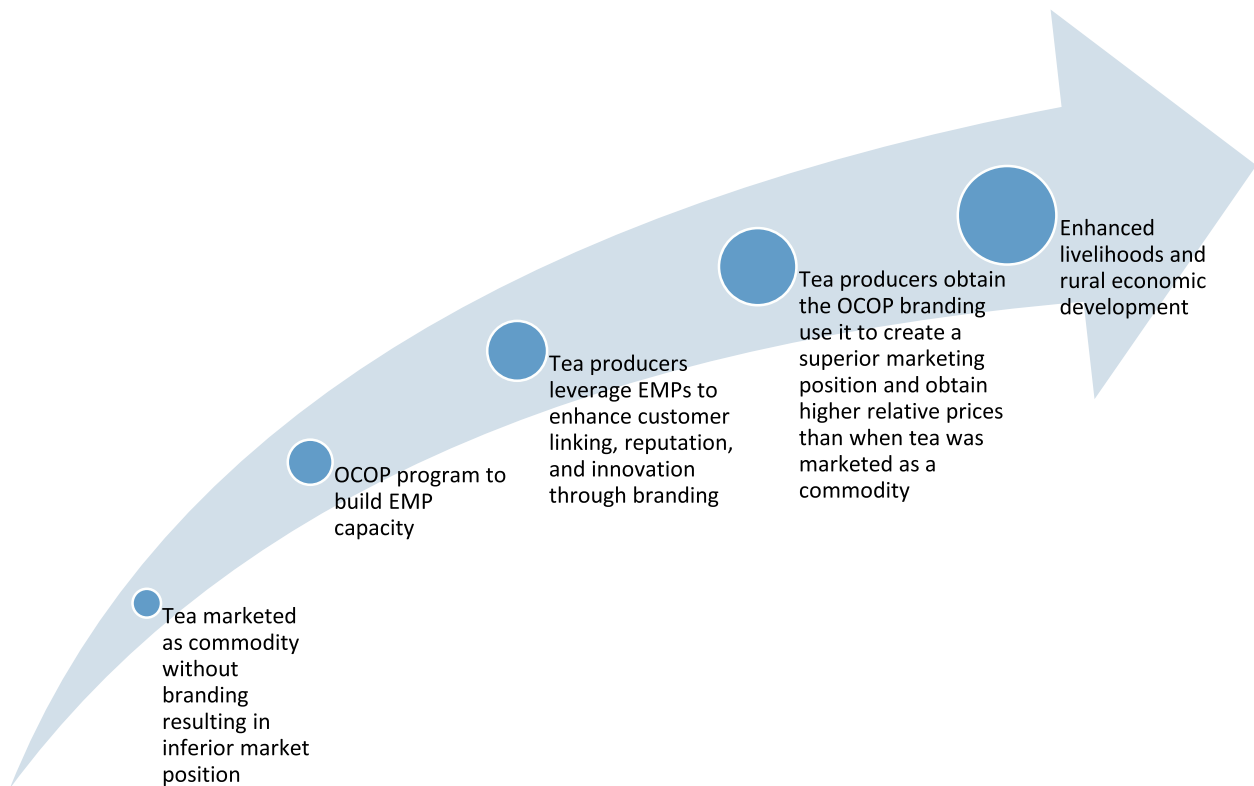 Tea marketed
as commodity
without
branding
resulting in
inferior market
position
OCOP program to
build EMP
capacity
Tea producers
leverage EMPs to
enhance customer
linking, reputation,
and innovation
through branding
Tea producers obtain
the OCOP branding
use it to create a
superior marketing
position and obtain
higher relative prices
than when tea was
marketed as a
commodity
Enhanced
livelihoods and
rural economic
development